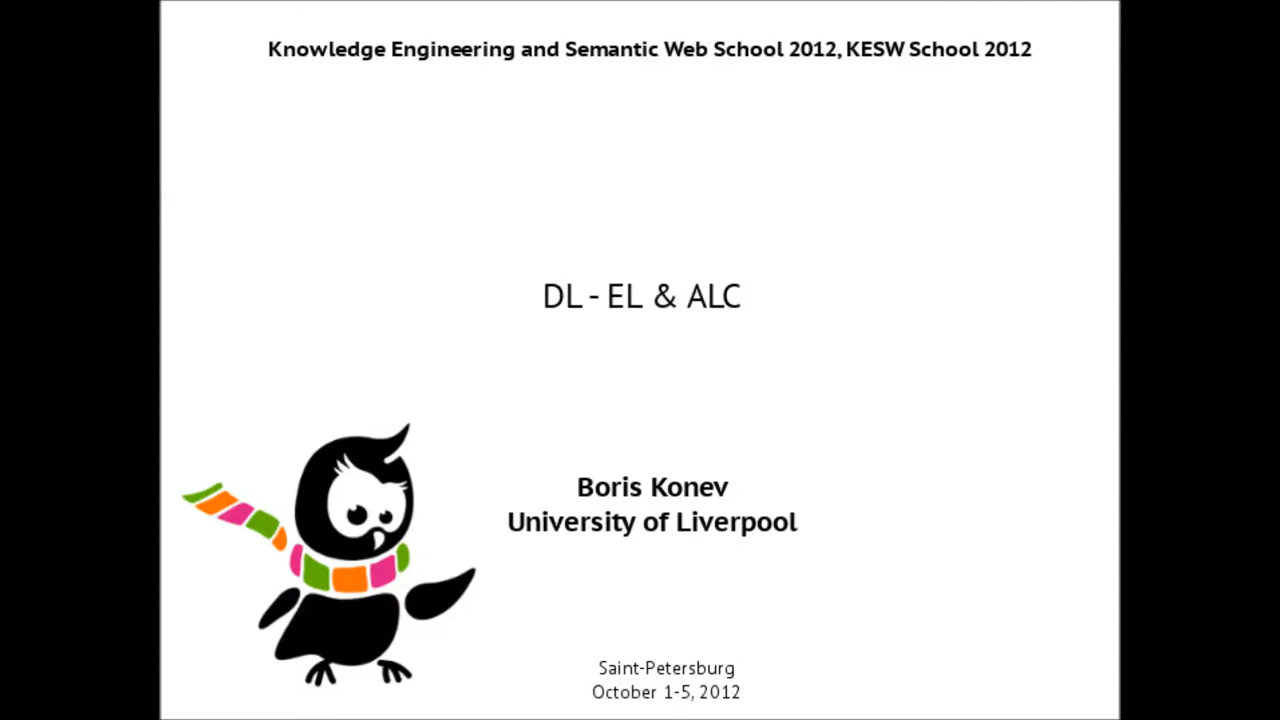 Knowledge Engineering and Semantic Web School 2012, KESW School 2012
DL - EL & ALC
Boris Konev
University of Liverpool
Saint-Petersburg
October 1-5, 2012